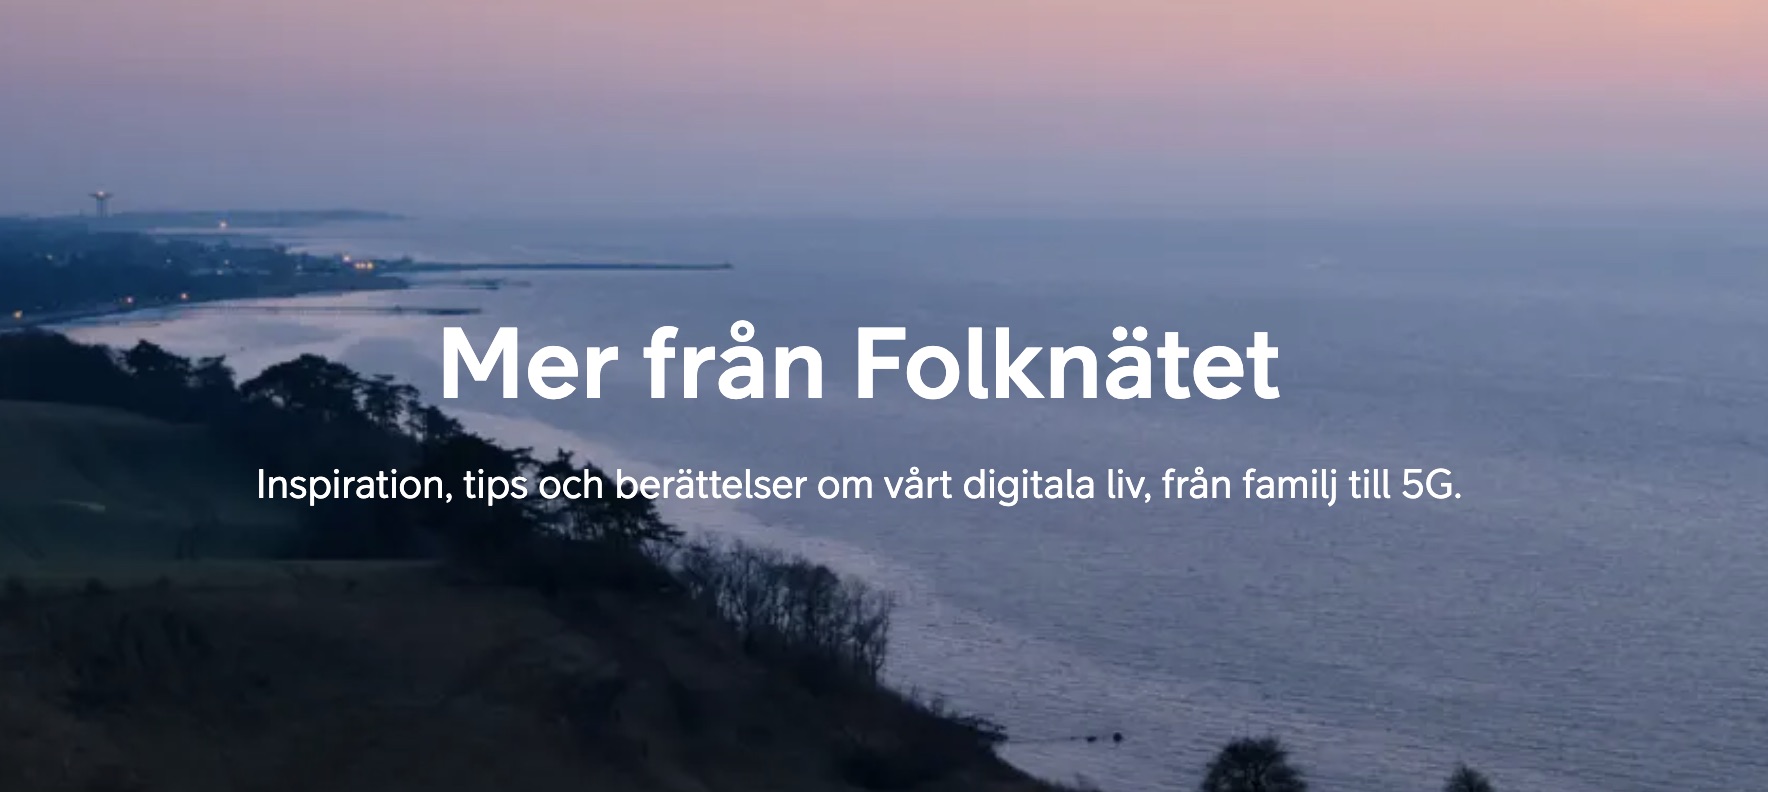 Mer från Folknätet
Inspiration, tips och berättelser om vårt digitala liv, från familj till 5G.